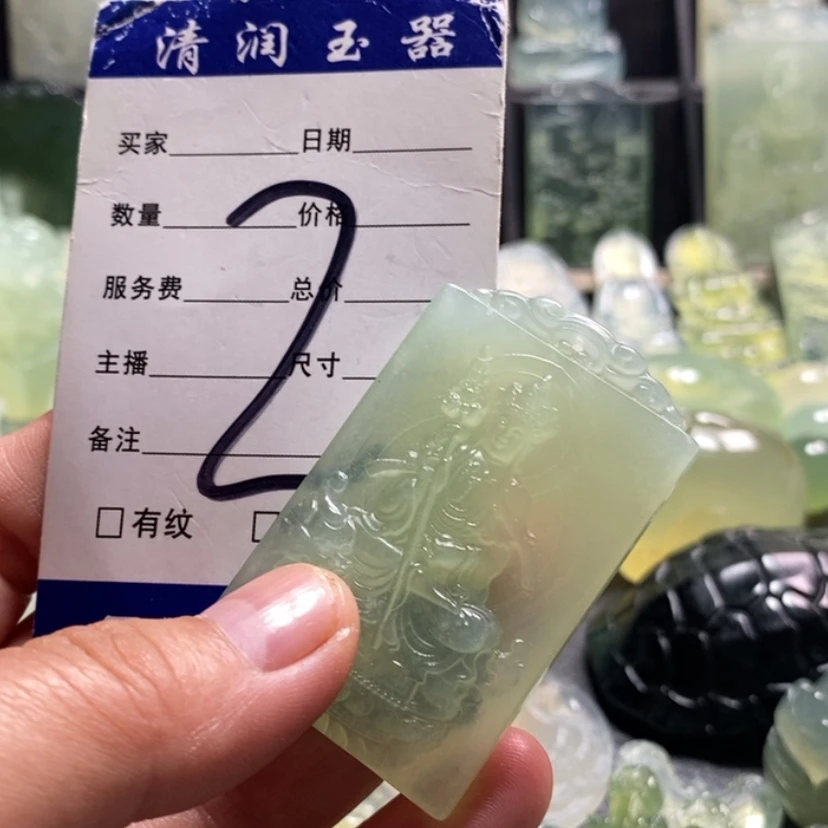 清润玉器
买家 日期
数量 价格
服务费 总价
主播 尺寸
备注
2
□有纹 □